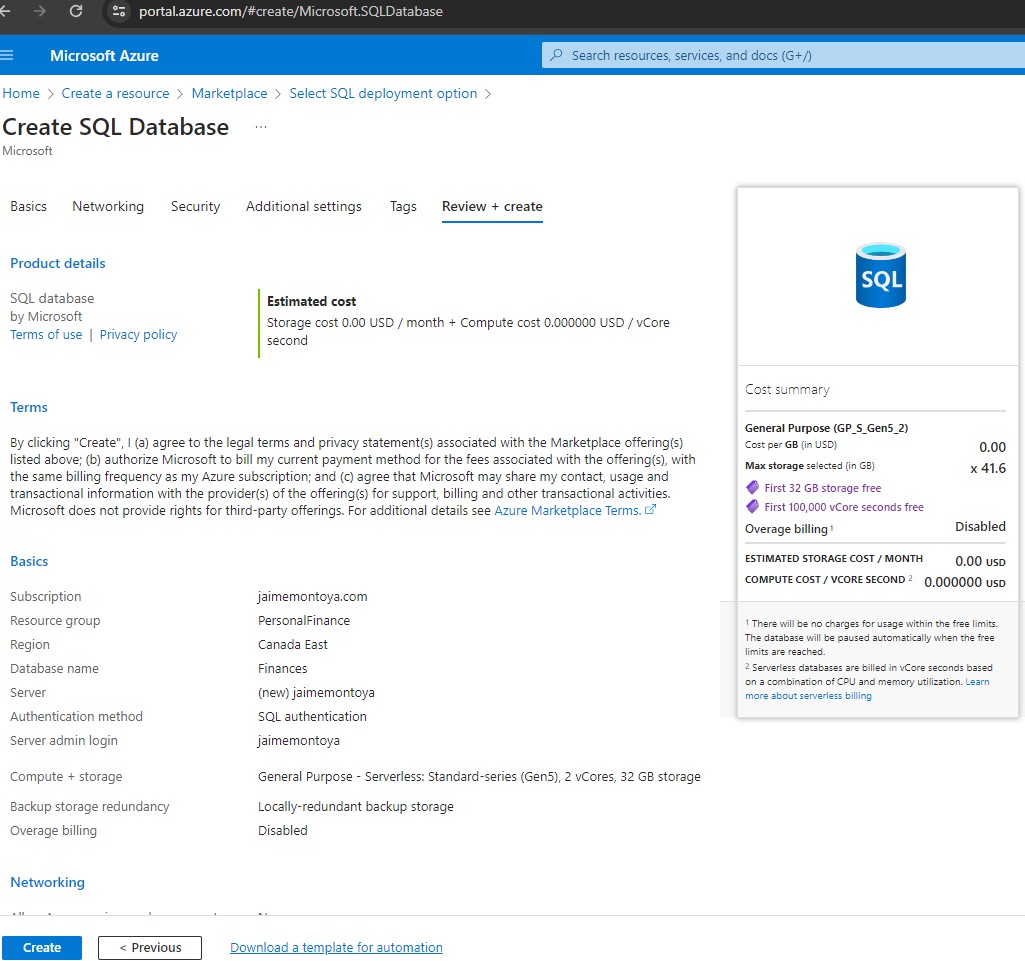 portal.azure.com/#create/Microsoft.SQLDatabase
Microsoft Azure
Search resources, services, and docs (G+/)
Home > Create a resource > Marketplace > Select SQL deployment option >
Create SQL Database ...
Microsoft
Basics Networking Security Additional settings Tags Review + create
Product details
SQL database
by Microsoft
Terms of use | Privacy policy
Estimated cost
Storage cost 0.00 USD / month + Compute cost 0.000000 USD / vCore
second
Terms
By clicking "Create", I (a) agree to the legal terms and privacy statement(s) associated with the Marketplace offering(s)
listed above; (b) authorize Microsoft to bill my current payment method for the fees associated with the offering(s), with
the same billing frequency as my Azure subscription; and (c) agree that Microsoft may share my contact, usage and
transactional information with the provider(s) of the offering(s) for support, billing and other transactional activities.
Microsoft does not provide rights for third-party offerings. For additional details see Azure Marketplace Terms.
Basics
Subscription jaimemontoya.com
Resource group PersonalFinance
Region Canada East
Database name Finances
Server (new) jaimemontoya
Authentication method SQL authentication
Server admin login jaimemontoya
Compute + storage General Purpose - Serverless: Standard-series (Gen5), 2 vCores, 32 GB storage
Backup storage redundancy Locally-redundant backup storage
Overage billing Disabled
Networking
SQL
Cost summary
General Purpose (GP_S_Gen5_2)
Cost per GB (in USD) 0.00
Max storage selected (in GB) x 41.6
First 32 GB storage free
First 100,000 vCore seconds free
Overage billing ¹ Disabled
ESTIMATED STORAGE COST / MONTH 0.00 USD
COMPUTE COST / VCORE SECOND ² 0.000000 USD
¹ There will be no charges for usage within the free limits.
The database will be paused automatically when the free
limits are reached.
² Serverless databases are billed in vCore seconds based
on a combination of CPU and memory utilization. Learn
more about serverless billing
Create < Previous Download a template for automation